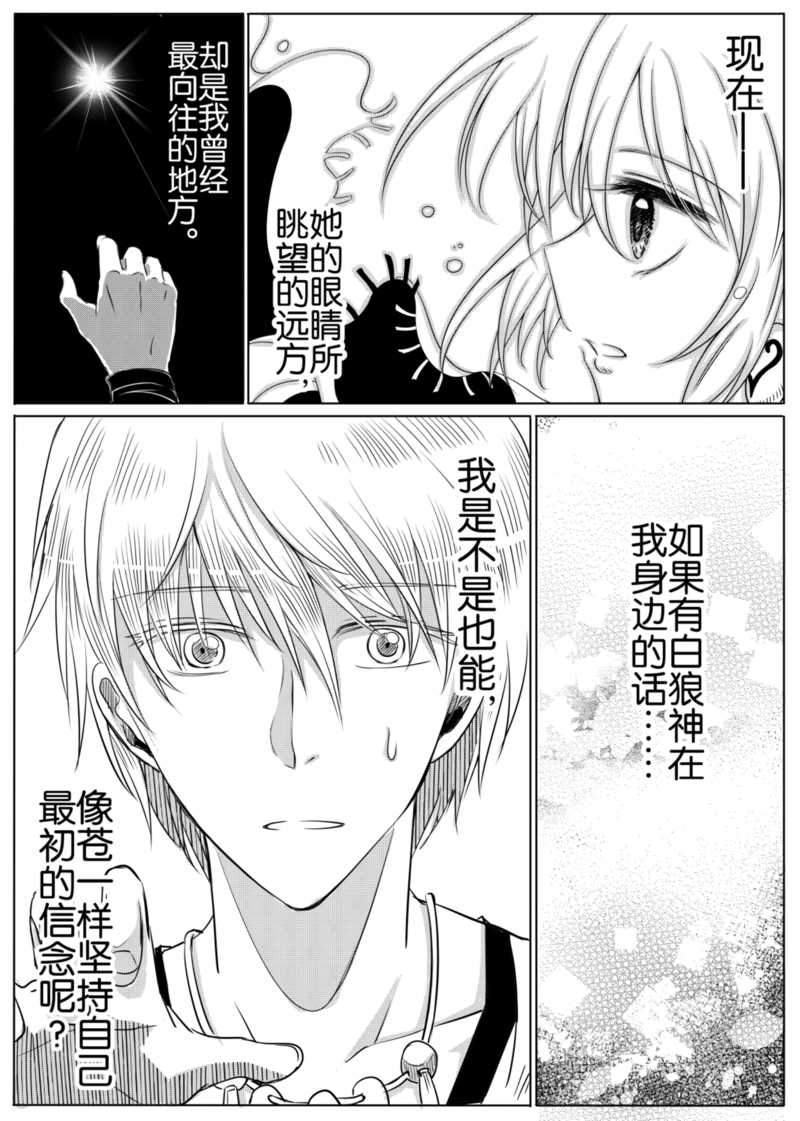 现在——
她的眼睛所
眺望的远方，
却是我曾经
最向往的地方。
如果有白狼神在
我身边的话……
我是不是也能，
像苍一样坚持自己
最初的信念呢？